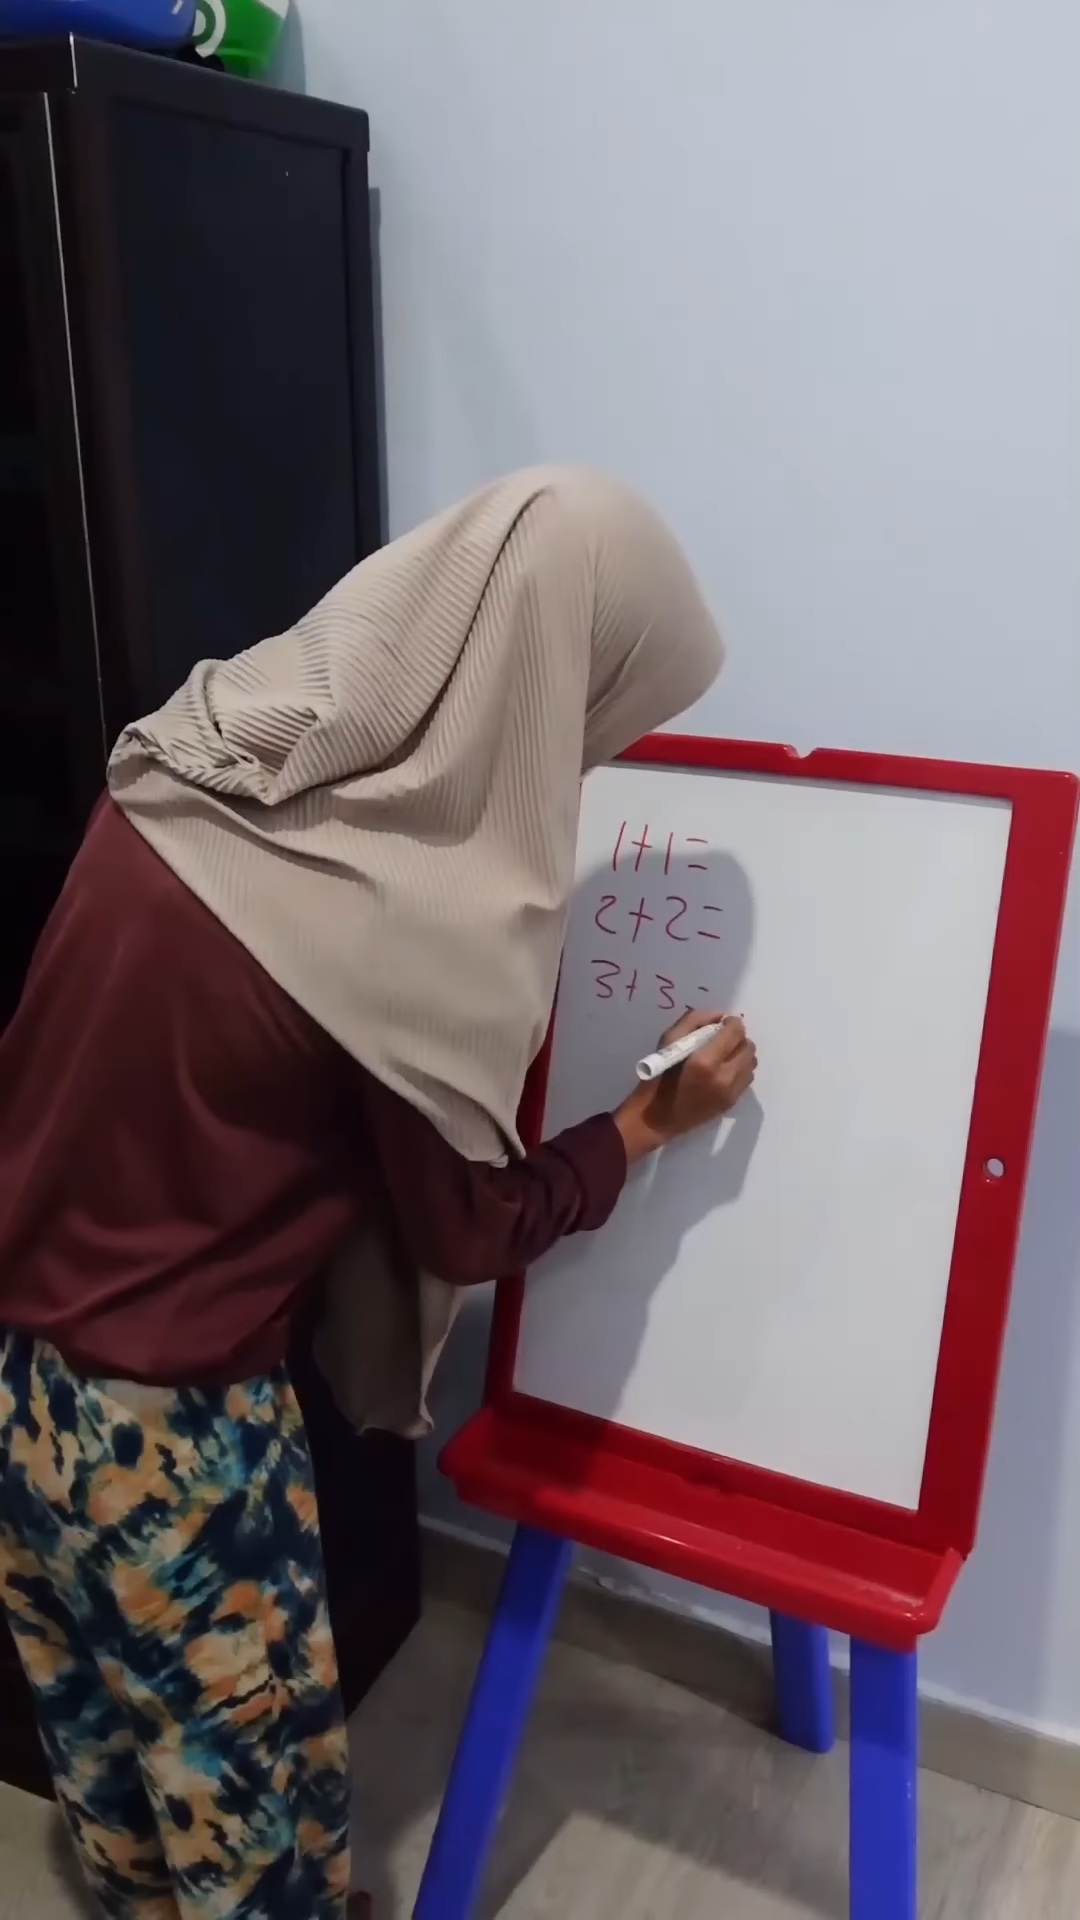 1+1=
2+2=
3+3=